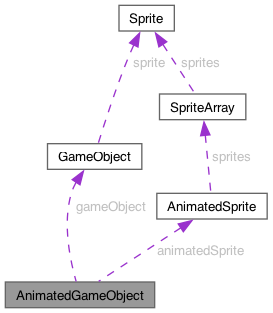 Sprite
sprite
sprites
SpriteArray
GameObject
sprites
gameObject
AnimatedSprite
animatedSprite
AnimatedGameObject